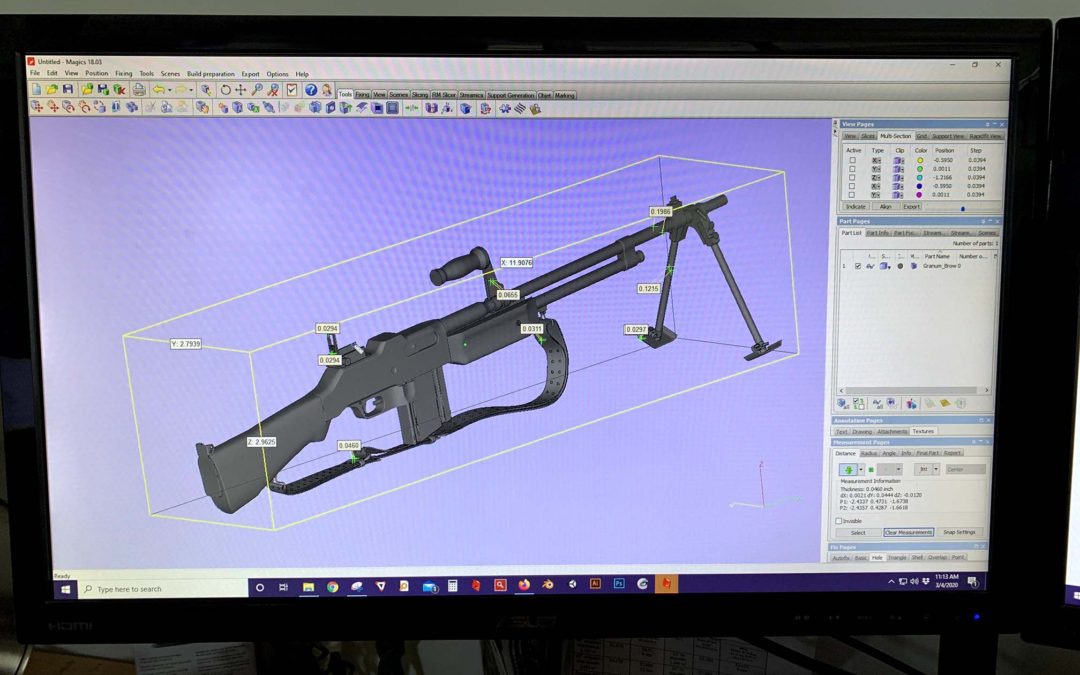 Untitled - Magics 18.03
File Edit View Position Fixing Tools Scenes Build preparation Export Options Help
Tools Fixing View Scenes Slicing RM Slicer Streamics Support Generation Objet Marking
View Pages
View Slices Multi-Section Grid Support View RapidFit View
Active Type Clip Color Position Step
X -0.5950 0.0394
Y 0.0011 0.0394
Z -1.2166 0.0394
X -0.5950 0.0394
Y 0.0011 0.0394
Indicate Align Export
Part Pages
Part List Part Info Part Fixi... Stream... Stream... Scenes
Number of parts: 1
Part Name Number o...
1 Granum_Brow 0
0.1986
X: 11.9076
0.0655
0.1215
0.0311
0.0297
0.0294
0.0294
Y: 2.7939
Z: 2.9625
0.0460
Z
Annotation Pages
Text Drawing Attachments Textures
Measurement Pages
Distance Radius Angle Info Final Part Report
Center
Measurement Information
Thickness: 0.0460 inch
dX: 0.0021 dY: 0.0444 dZ: -0.0120
P1: -2.4337 0.4731 -1.6738
P2: -2.4357 0.4287 -1.6618
Invisible
Select Clear Measurements Snap Settings
Fix Pages
Autofix Basic Hole Triangle Shell Overlap Point
Ready
Type here to search
Ai
Ps
11:13 AM
3/4/2020
HDMI
ASUS